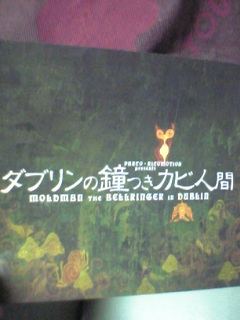 PARCO・RICOMOTION
presents
ダブリンの鐘つきカビ人間
MOLDMAN THE BELLRINGER IN DUBLIN